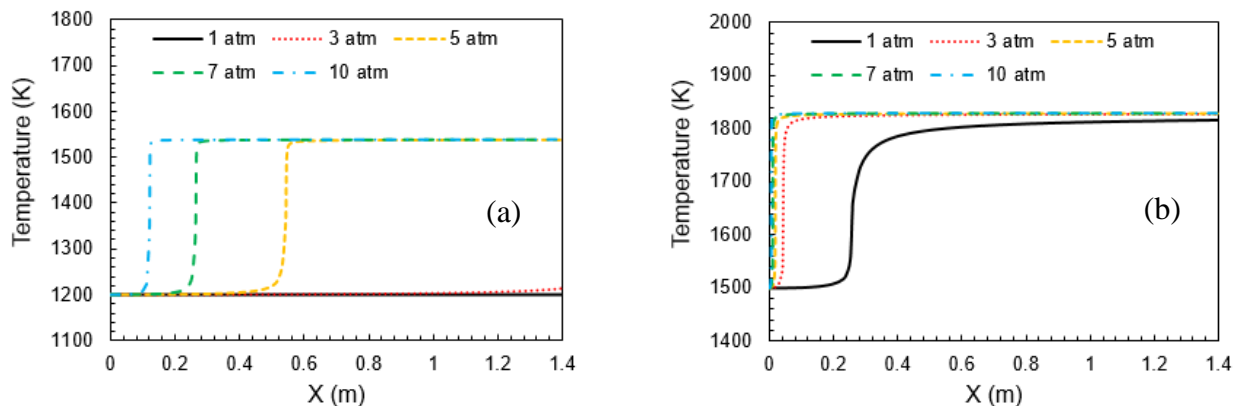 1800
1700
1600
1500
1400
1300
1200
1100
Temperature (K)
1 atm 3 atm 5 atm
7 atm 10 atm
(a)
0 0.2 0.4 0.6 0.8 1 1.2 1.4
X (m)
2000
1900
1800
1700
1600
1500
1400
Temperature (K)
1 atm 3 atm 5 atm
7 atm 10 atm
(b)
0 0.2 0.4 0.6 0.8 1 1.2 1.4
X (m)